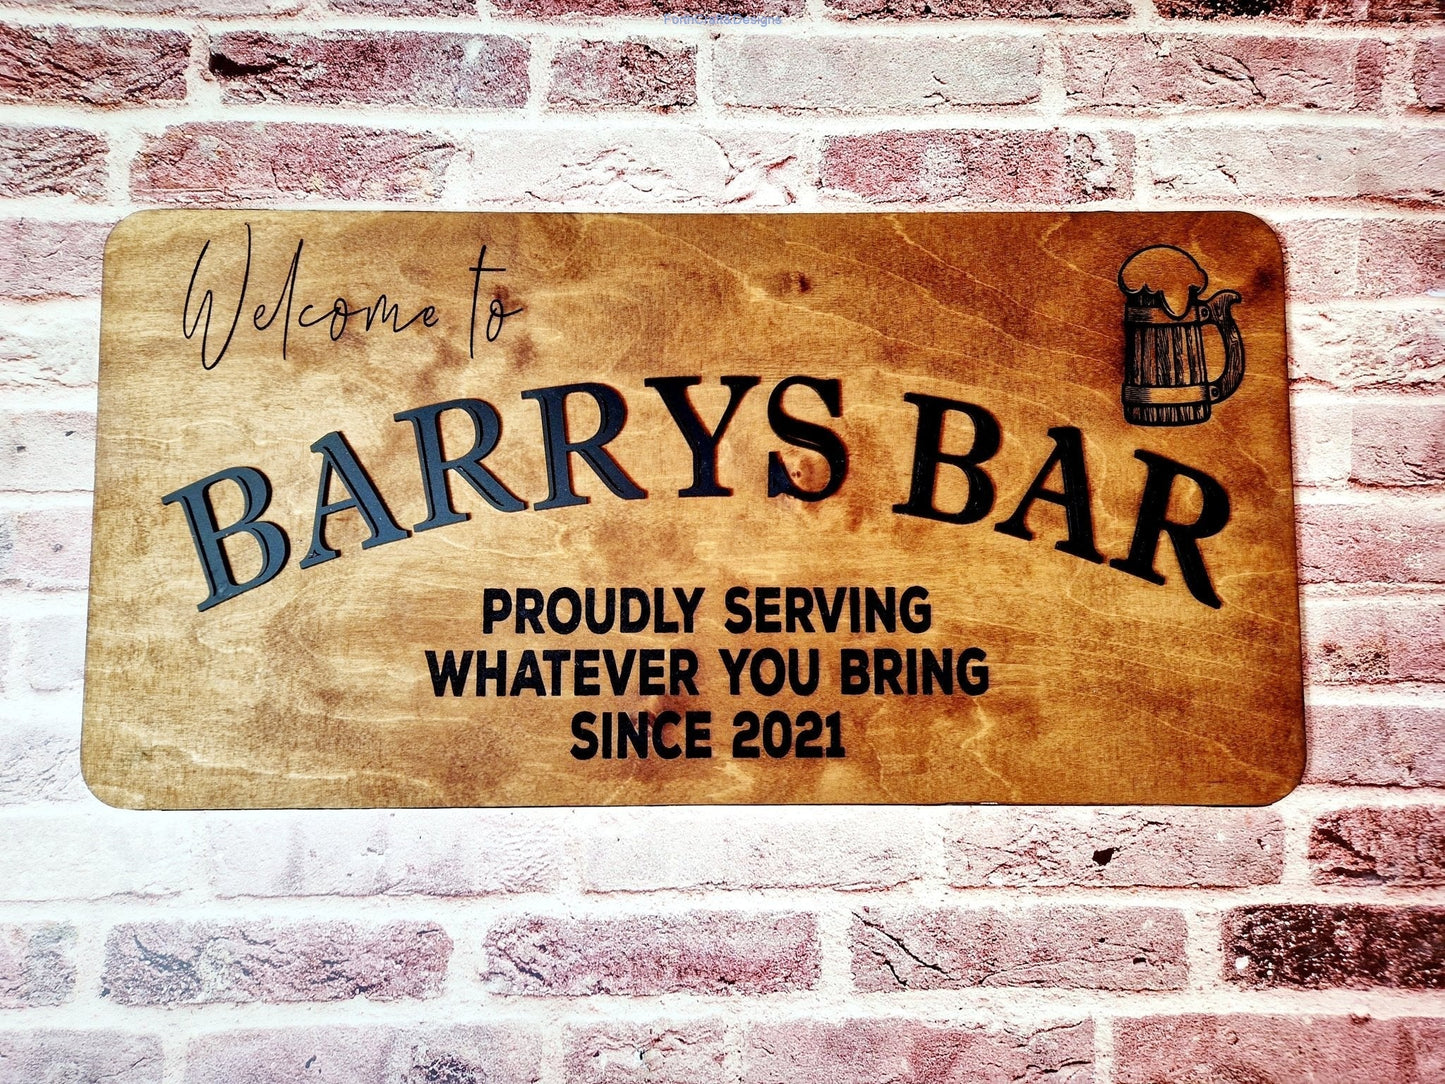 Welcome to
BARRYS BAR
PROUDLY SERVING
WHATEVER YOU BRING
SINCE 2021